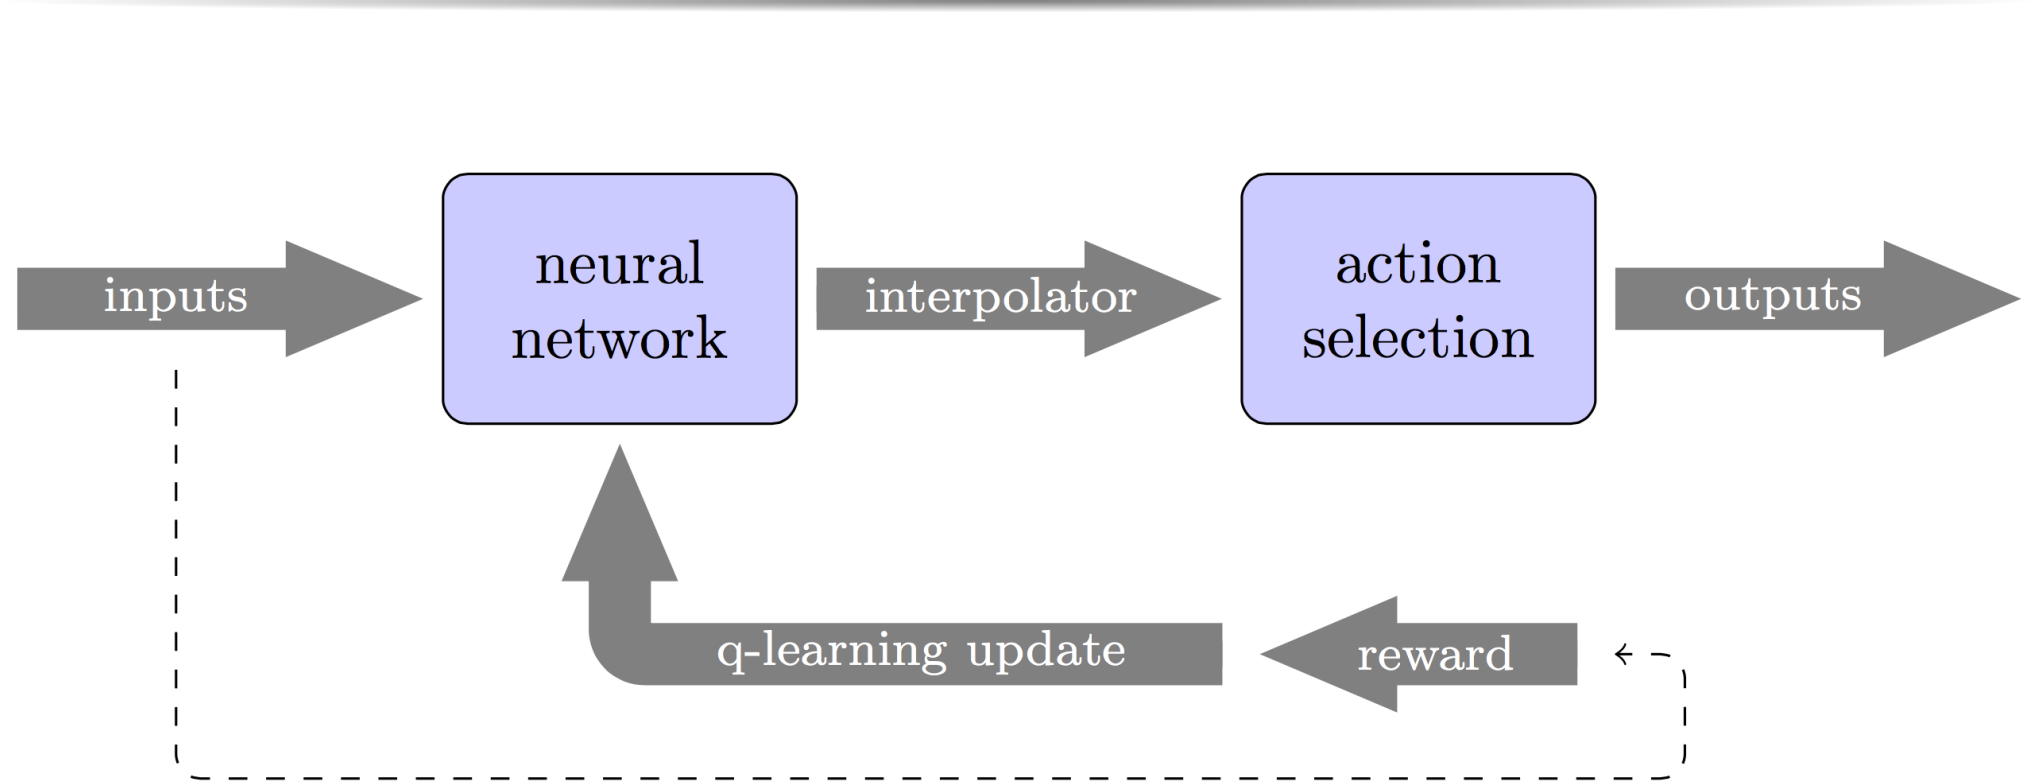 inputs
neural
network
interpolator
action
selection
outputs
q-learning update
reward